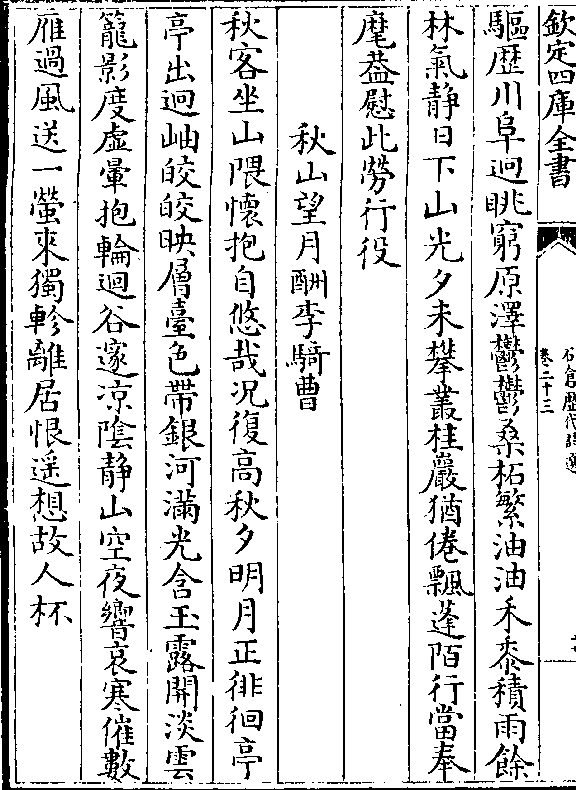 欽定四庫全書
石倉歷代詩選
卷二十三
驅歴川阜迥眺窮原澤鬱鬱桑柘繁油油禾黍積雨餘
林氣静日下山光夕未攀叢桂巖猶倦飄蓬陌行當奉
麾葢慰此勞行役
秋山望月酬李騎曹
秋客坐山隈懐抱自悠哉况復高秋夕明月正徘徊亭
亭出迥岫皎皎映層臺色帶銀河滿光含玉露開淡雲
籠影度虚暈抱輪迴谷邃凉陰静山空夜響哀寒催數
雁過風送一螢來獨軫離居恨遥想故人杯